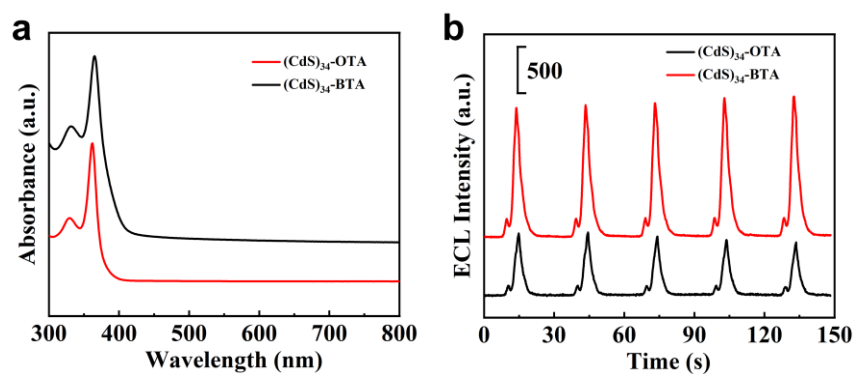 a
(CdS)34-OTA
(CdS)34-BTA
Absorbance (a.u.)
300 400 500 600 700 800
Wavelength (nm)
b
500
(CdS)34-OTA
(CdS)34-BTA
ECL Intensity (a.u.)
0 30 60 90 120 150
Time (s)